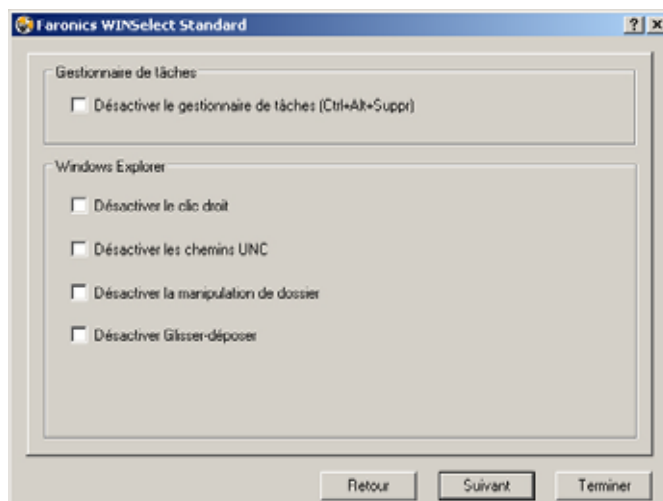 Faronics WINSelect Standard
Gestionnaire de tâches
Désactiver le gestionnaire de tâches (Ctrl+Alt+Suppr)
Windows Explorer
Désactiver le clic droit
Désactiver les chemins UNC
Désactiver la manipulation de dossier
Désactiver Glisser-déposer
Retour
Suivant
Terminer